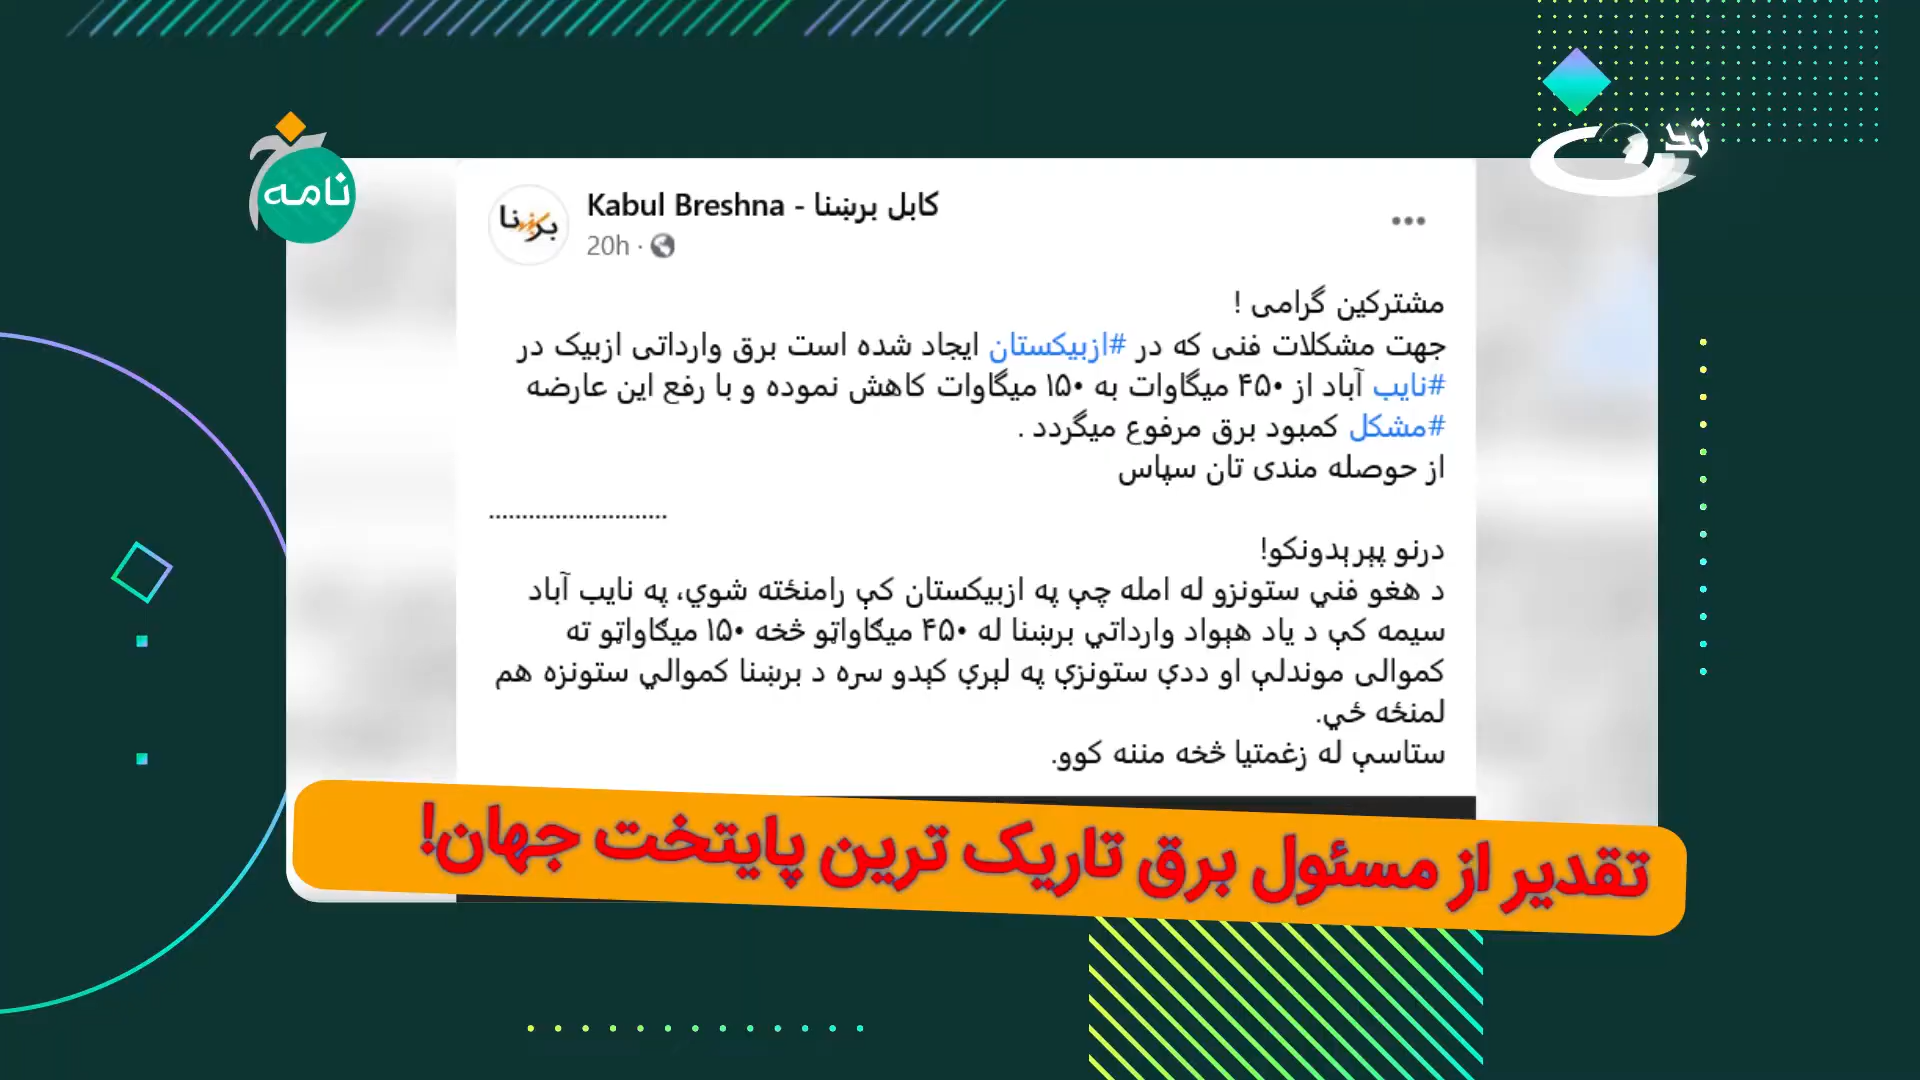 نامه
تمدن
برښنا
Kabul Breshna - کابل برښنا
20h ·
مشترکین گرامی !
جهت مشکلات فنی که در #ازبیکستان ایجاد شده است برق وارداتی ازبیک در
#نایب آباد از ۴۵۰ میگاوات به ۱۵۰ میگاوات کاهش نموده و با رفع این عارضه
#مشکل کمبود برق مرفوع میگردد .
از حوصله مندی تان سپاس
...........................
درنو پېرېدونکو!
د هغو فني ستونزو له امله چې په ازبیکستان کې رامنځته شوي، په نایب آباد
سیمه کې د یاد هېواد وارداتي برښنا له ۴۵۰ میګاواټو څخه ۱۵۰ میګاواټو ته
کموالی موندلې او ددې ستونزې په لېرې کېدو سره د برښنا کموالي ستونزه هم
لمنځه ځي.
ستاسې له زغمتیا څخه مننه کوو.
تقدیر از مسئول برق تاریک ترین پایتخت جهان!